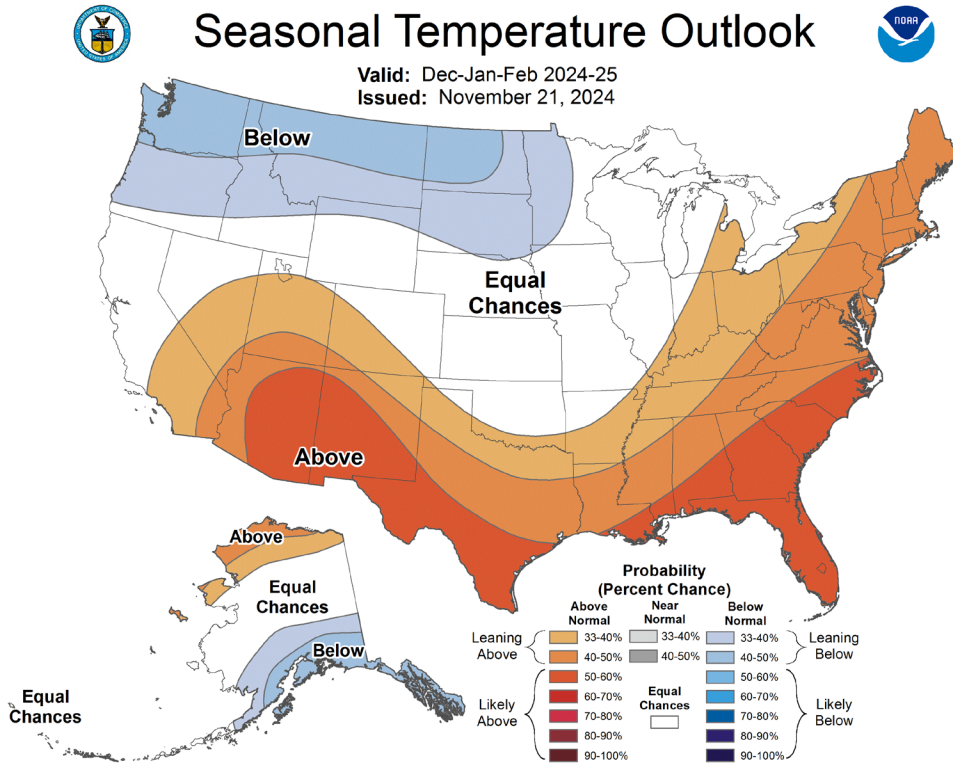 Seasonal Temperature Outlook
NOAA
Valid: Dec-Jan-Feb 2024-25
Issued: November 21, 2024
Below
Equal
Chances
Above
Above
Equal
Chances
Below
Equal
Chances
Probability
(Percent Chance)
Above
Normal
Near
Normal
Below
Normal
Leaning
Above
33-40%
33-40%
33-40%
Leaning
Below
40-50%
40-50%
40-50%
Likely
Above
50-60%
60-70%
70-80%
80-90%
90-100%
Equal
Chances
50-60%
60-70%
70-80%
80-90%
90-100%
Likely
Below